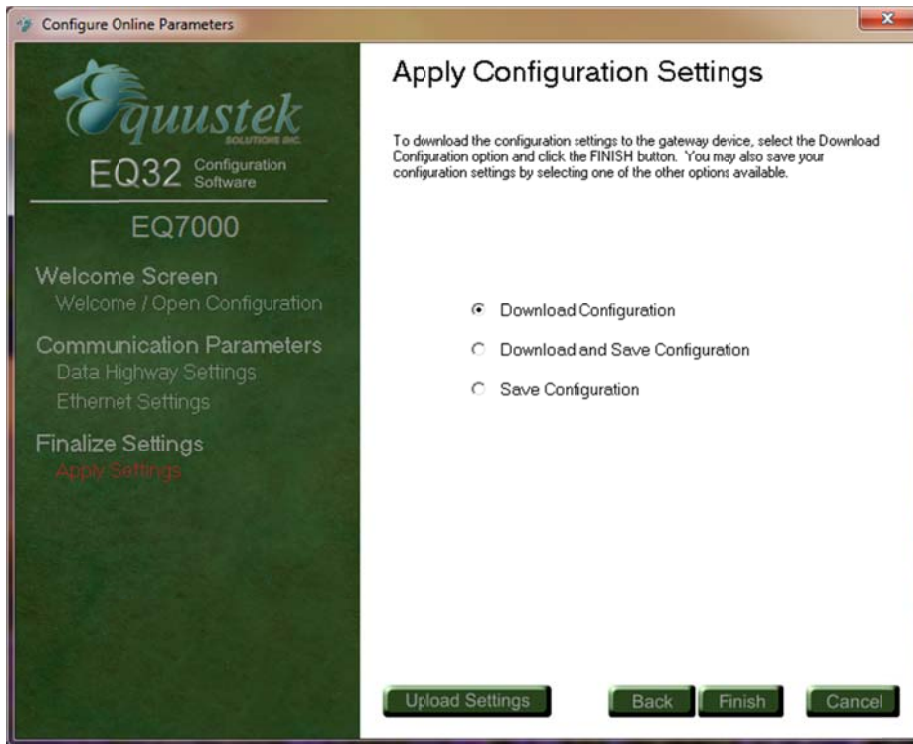 Configure Online Parameters
Equustek
SOLUTIONS INC.
EQ32 Configuration Software
EQ7000
Welcome Screen
Welcome / Open Configuration
Communication Parameters
Data Highway Settings
Ethernet Settings
Finalize Settings
Apply Settings
Apply Configuration Settings
To download the configuration settings to the gateway device, select the Download
Configuration option and click the FINISH button. You may also save your
configuration settings by selecting one of the other options available.
Download Configuration
Download and Save Configuration
Save Configuration
Upload Settings
Back
Finish
Cancel